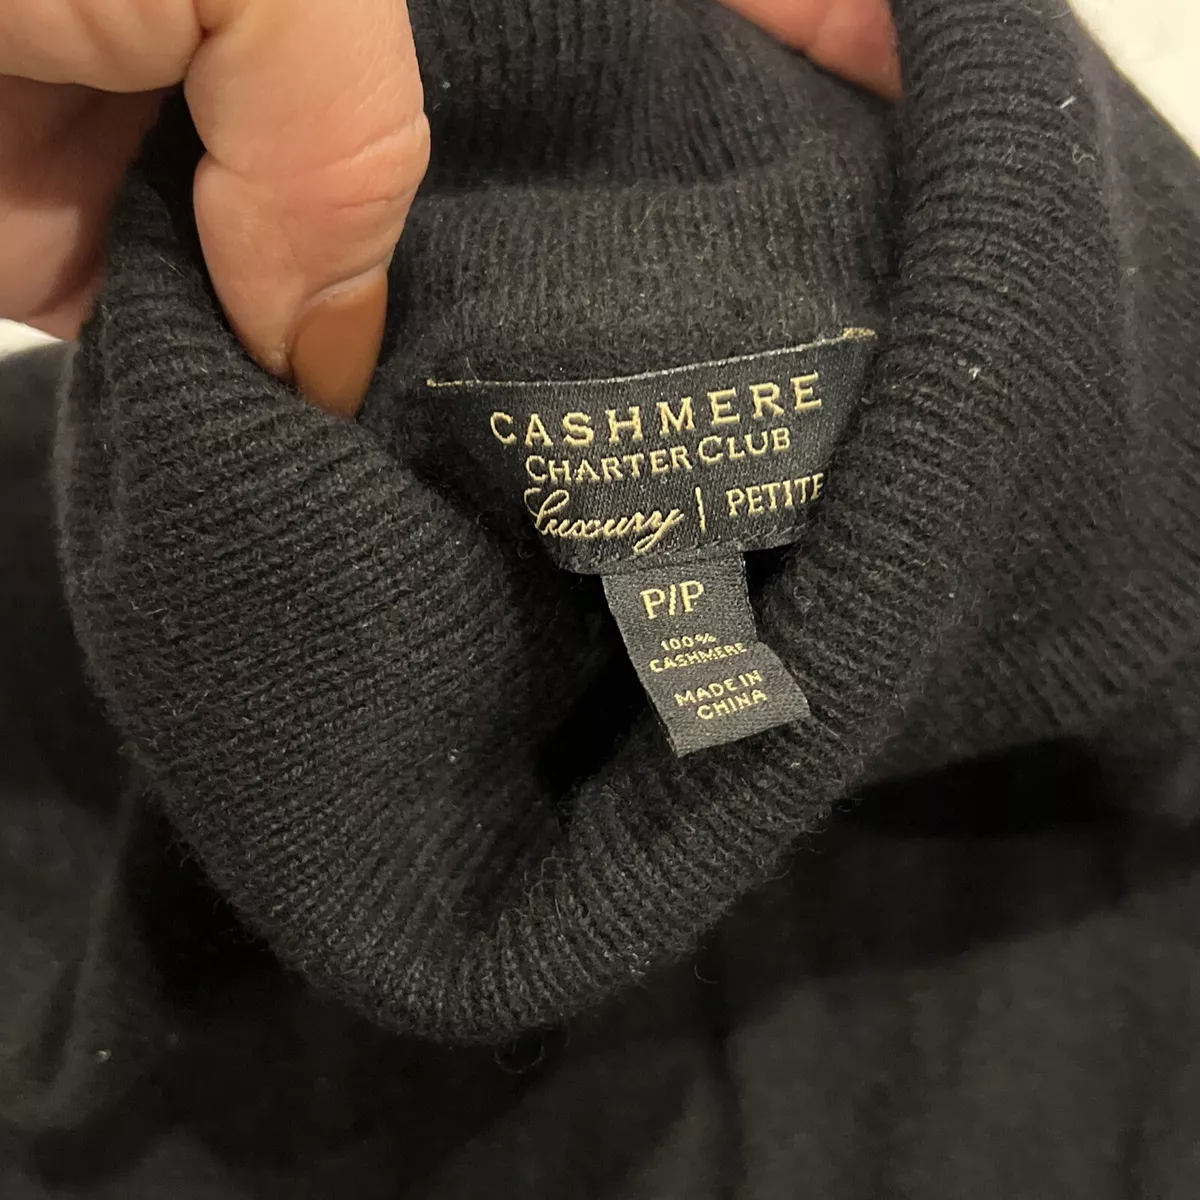 CASHMERE
CHARTER CLUB
Luxury | PETITE
P/P
100%
CASHMERE
MADE IN
CHINA